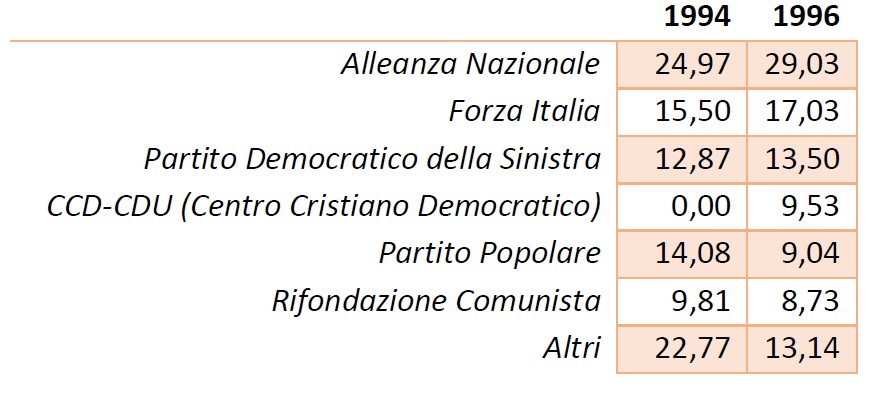 1994 1996
Alleanza Nazionale 24,97 29,03
Forza Italia 15,50 17,03
Partito Democratico della Sinistra 12,87 13,50
CCD-CDU (Centro Cristiano Democratico) 0,00 9,53
Partito Popolare 14,08 9,04
Rifondazione Comunista 9,81 8,73
Altri 22,77 13,14